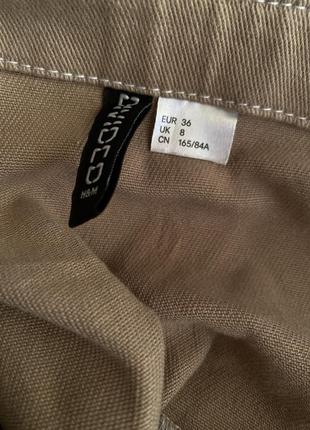 DIVIDED
H&M
EUR 36
UK 8
CN 165/84A